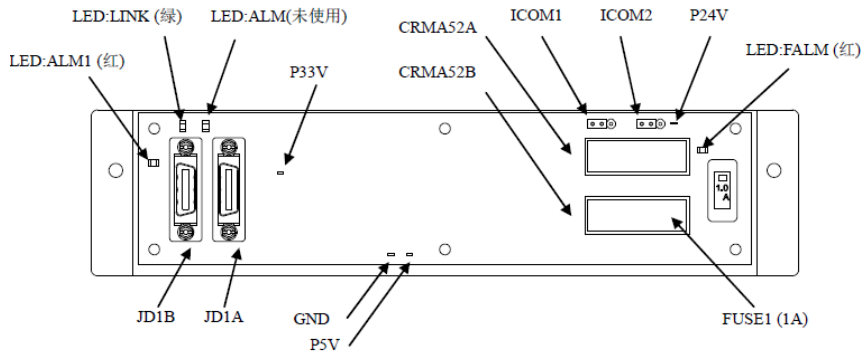 LED:LINK (绿)
LED:ALM(未使用)
ICOM1
ICOM2
P24V
CRMA52A
LED:ALM1 (红)
P33V
CRMA52B
LED:FALM (红)
1.0
A
JD1B
JD1A
GND
P5V
FUSE1 (1A)